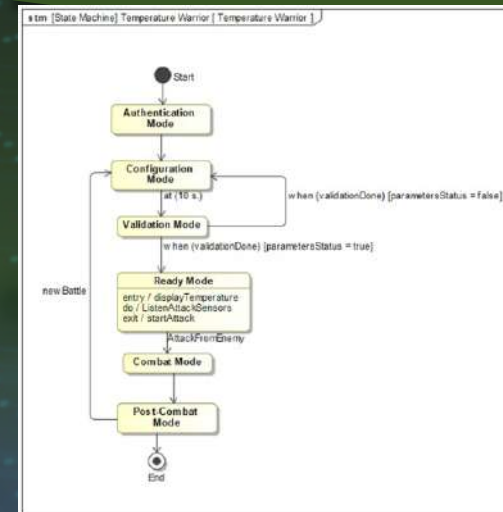 stm [State Machine] Temperature Warrior [ Temperature Warrior ]
Start
Authentication
Mode
Configuration
Mode
at (10 s.)
when (validationDone) [parametersStatus = false]
Validation Mode
when (validationDone) [parametersStatus = true]
Ready Mode
entry / displayTemperature
do / ListenAttackSensors
exit / startAttack
newBattle
AttackFromEnemy
Combat Mode
Post-Combat
Mode
End